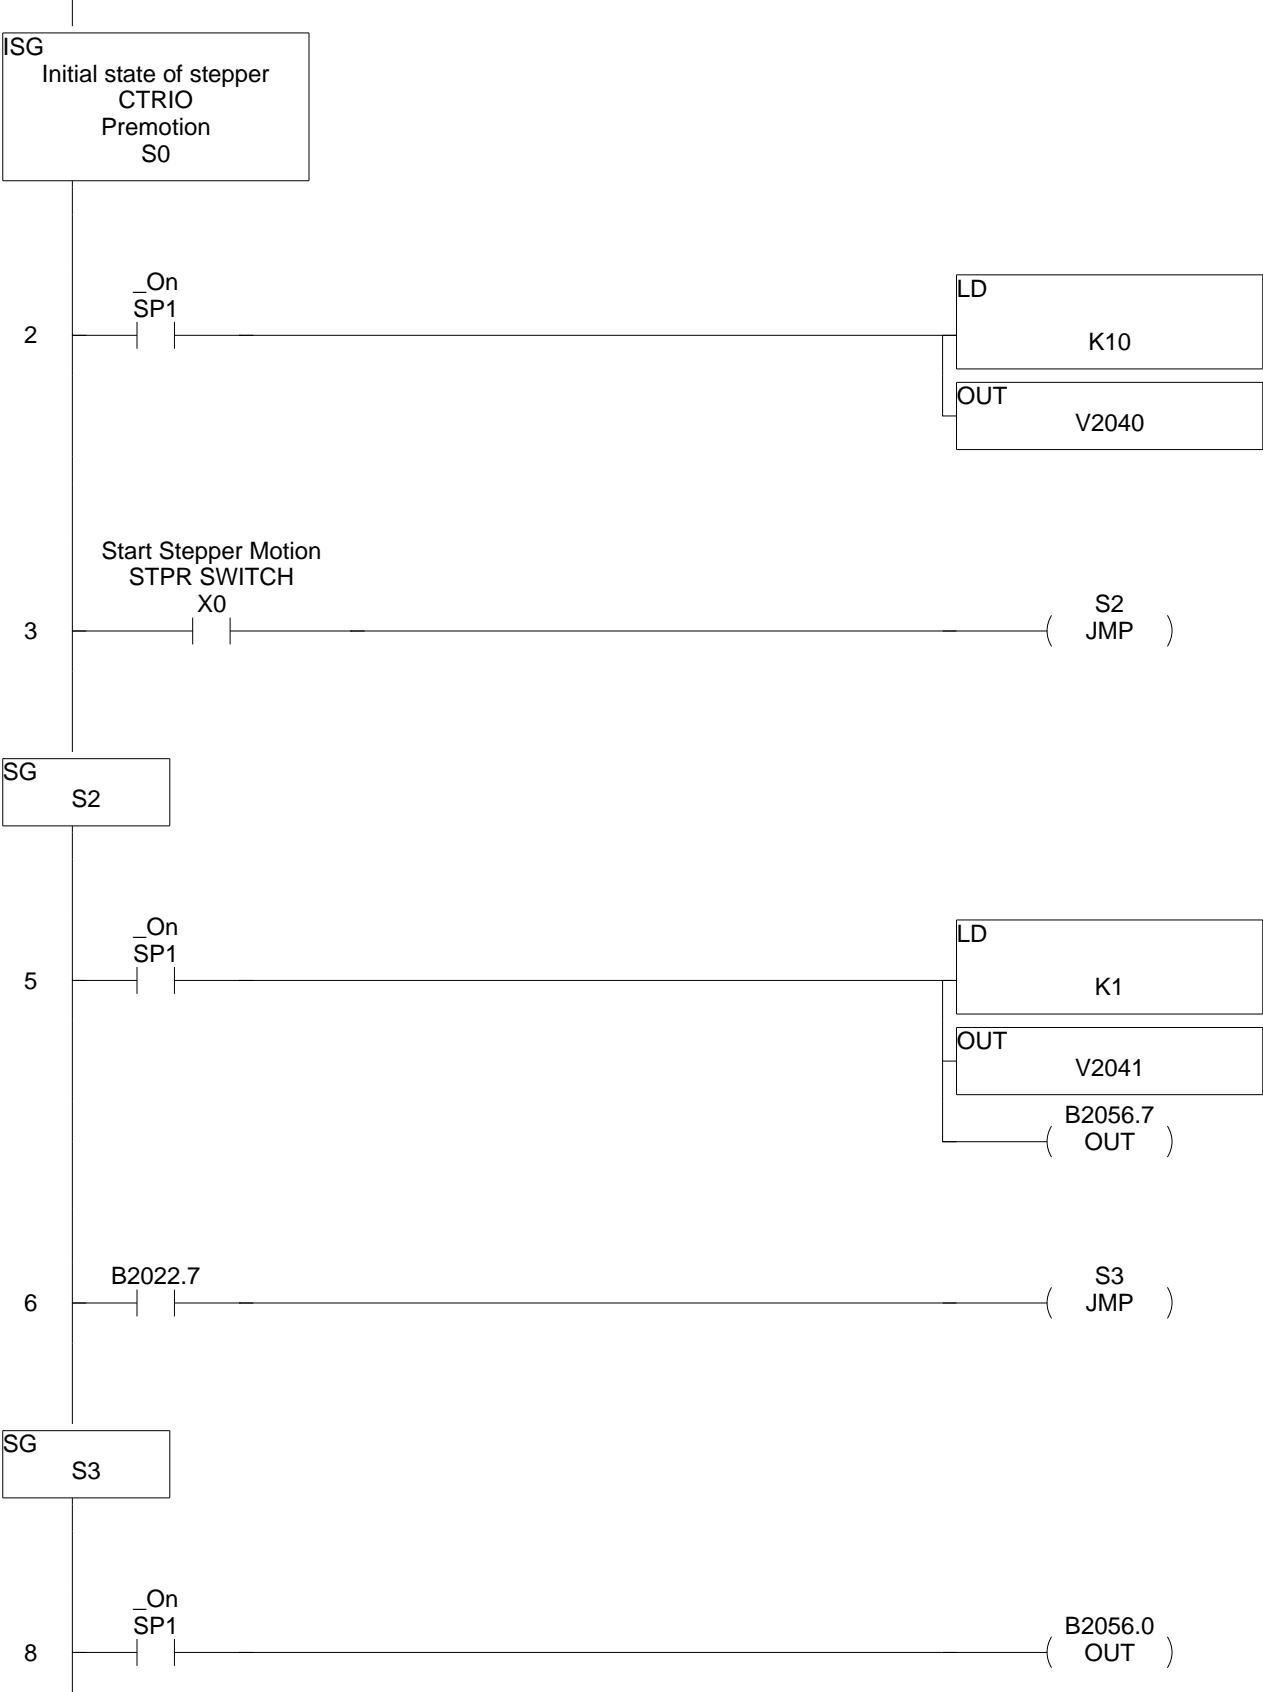 ISG
Initial state of stepper
CTRIO
Premotion
S0
_On
SP1
LD
2
K10
OUT
V2040
Start Stepper Motion
STPR SWITCH
X0
S2
3
( JMP )
SG
S2
_On
SP1
LD
5
K1
OUT
V2041
B2056.7
( OUT )
B2022.7
S3
6
( JMP )
SG
S3
_On
SP1
B2056.0
8
( OUT )